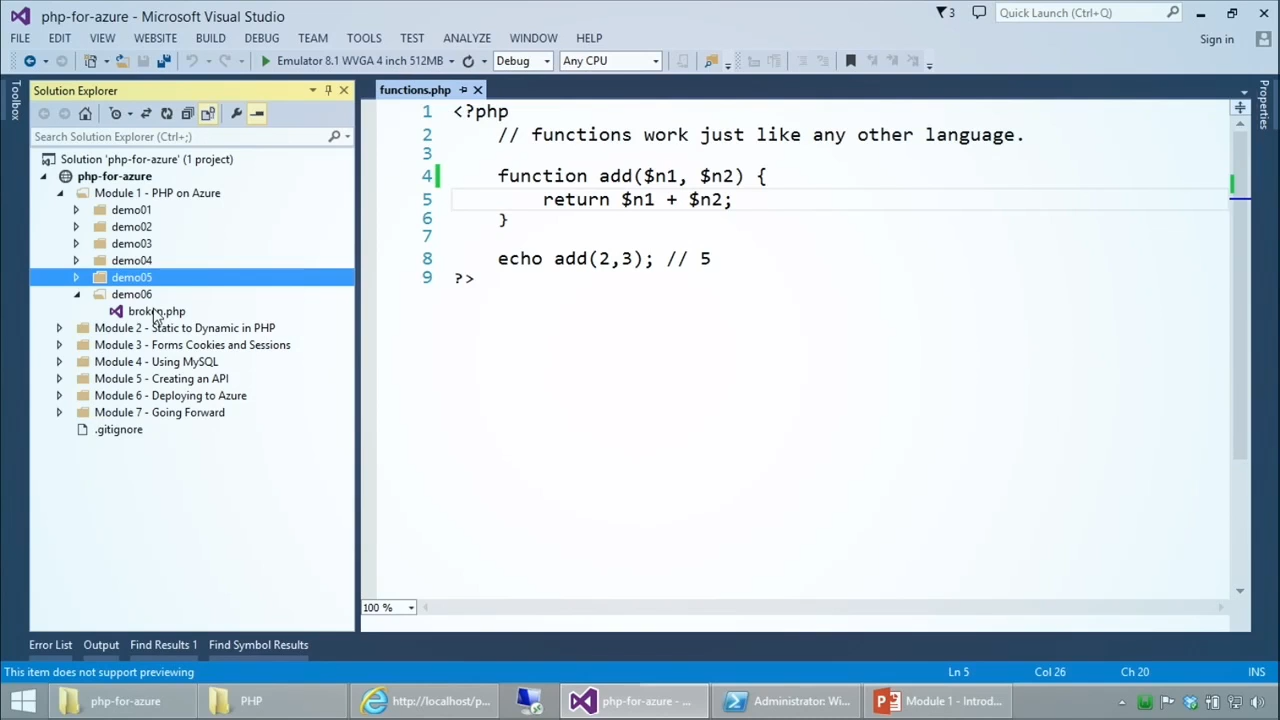 php-for-azure - Microsoft Visual Studio
3
Quick Launch (Ctrl+Q)
FILE EDIT VIEW WEBSITE BUILD DEBUG TEAM TOOLS TEST ANALYZE WINDOW HELP
Sign in
Emulator 8.1 WVGA 4 inch 512MB
Debug
Any CPU
Toolbox
Solution Explorer
Search Solution Explorer (Ctrl+;)
Solution 'php-for-azure' (1 project)
php-for-azure
Module 1 - PHP on Azure
demo01
demo02
demo03
demo04
demo05
demo06
Module 2 - Static to Dynamic in PHP
Module 3 - Forms Cookies and Sessions
Module 4 - Using MySQL
Module 5 - Creating an API
Module 6 - Deploying to Azure
Module 7 - Going Forward
.gitignore
functions.php
1 <?php
2 // functions work just like any other language.
3
4 function add($n1, $n2) {
5 return $n1 + $n2;
6 }
7
8 echo add(2,3); // 5
9 ?>
Properties
100 %
Error List Output Find Results 1 Find Symbol Results
This item does not support previewing
Ln 5 Col 26 Ch 20 INS
php-for-azure
PHP
http://localhost/p...
php-for-azure - ...
Administrator: Wi...
Module 1 - Introd...